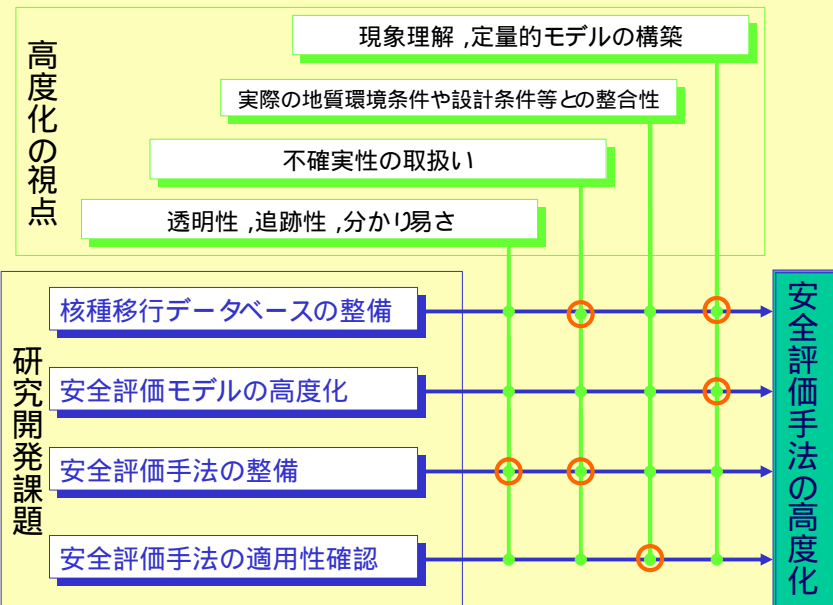 高度化の視点
現象理解 ,定量的モデルの構築
実際の地質環境条件や設計条件等との整合性
不確実性の取扱い
透明性 ,追跡性 ,分かり易さ
研究開発課題
核種移行データベースの整備
安全評価モデルの高度化
安全評価手法の整備
安全評価手法の適用性確認
安全評価手法の高度化